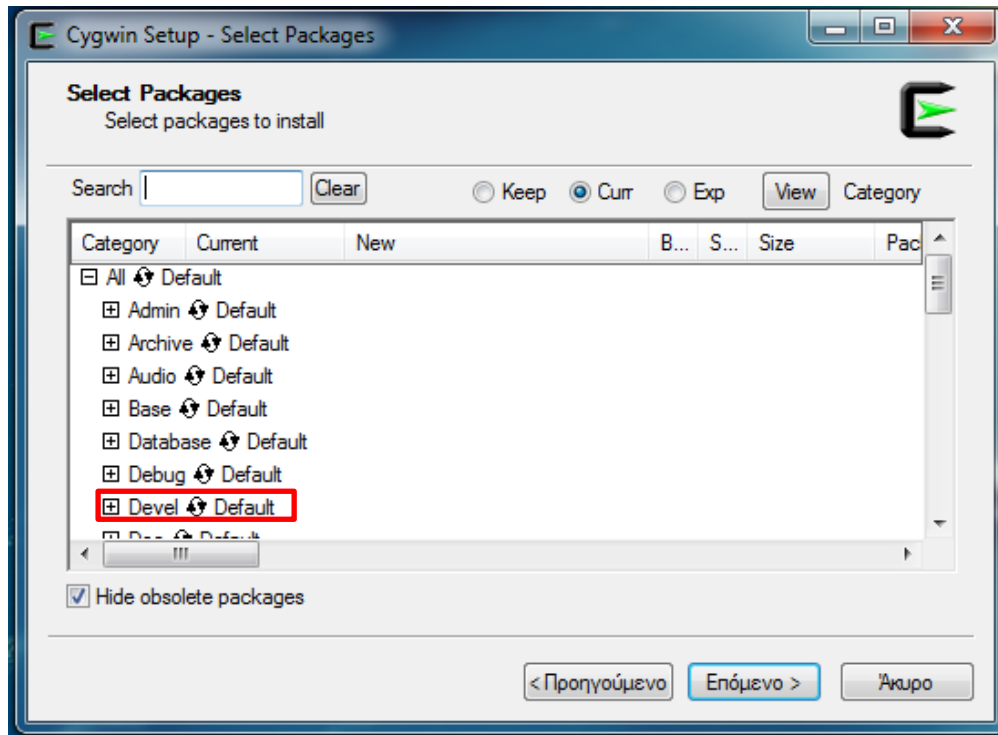 Cygwin Setup - Select Packages
Select Packages
Select packages to install
Search Clear Keep Curr Exp View Category
Category Current New B... S... Size Pac
All Default
Admin Default
Archive Default
Audio Default
Base Default
Database Default
Debug Default
Devel Default
Hide obsolete packages
< Προηγούμενο Επόμενο > Άκυρο